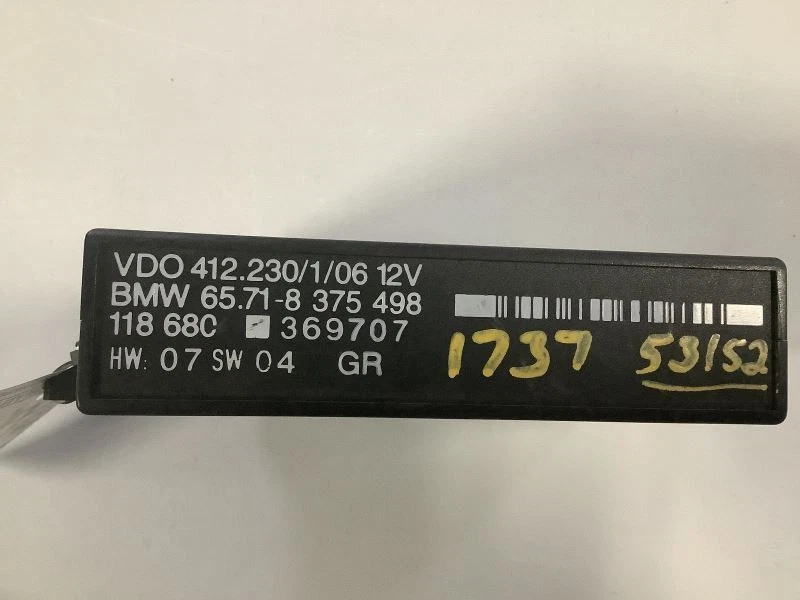 VDO 412.230/1/06 12V
BMW 65.71-8 375 498
118 680 369707
HW: 07 SW 04 GR
1737 53152